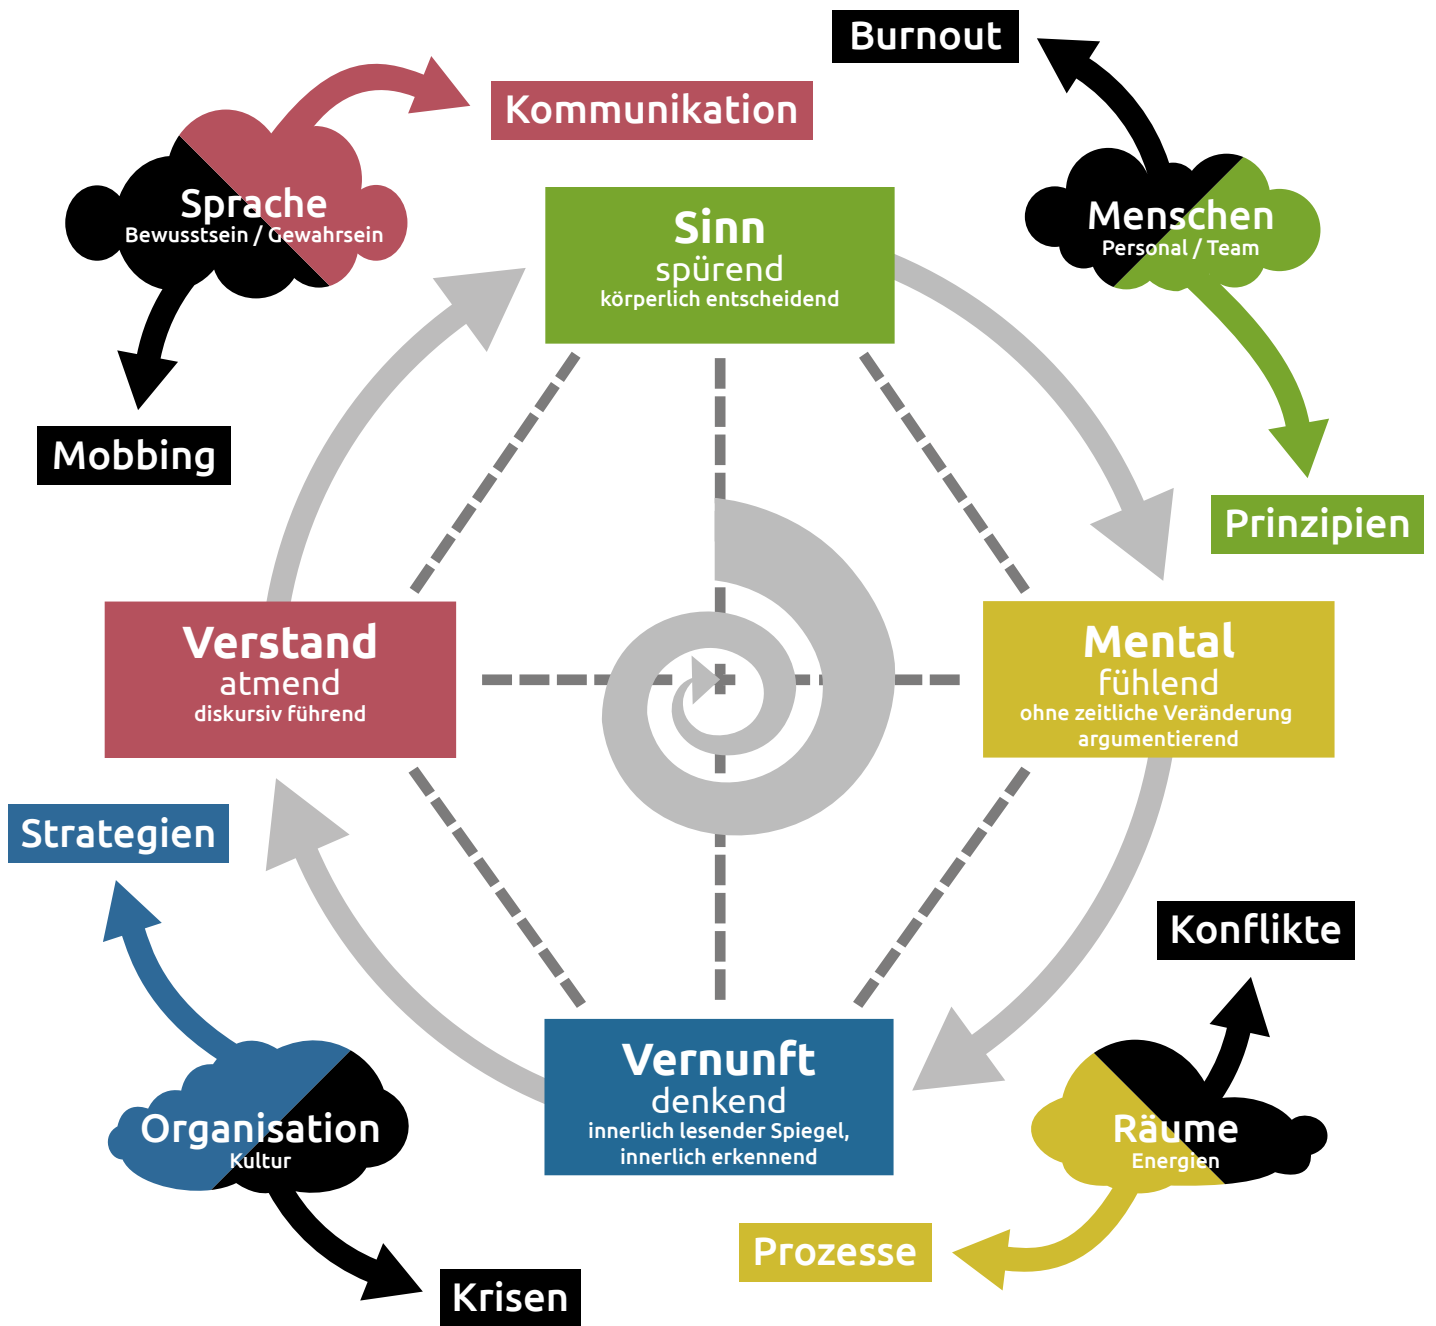 Burnout
Kommunikation
Sprache
Bewusstsein / Gewahrsein
Menschen
Personal / Team
Sinn
spürend
körperlich entscheidend
Mobbing
Prinzipien
Verstand
atmend
diskursiv führend
Mental
fühlend
ohne zeitliche Veränderung
argumentierend
Strategien
Konflikte
Vernunft
denkend
innerlich lesender Spiegel,
innerlich erkennend
Organisation
Kultur
Räume
Energien
Prozesse
Krisen